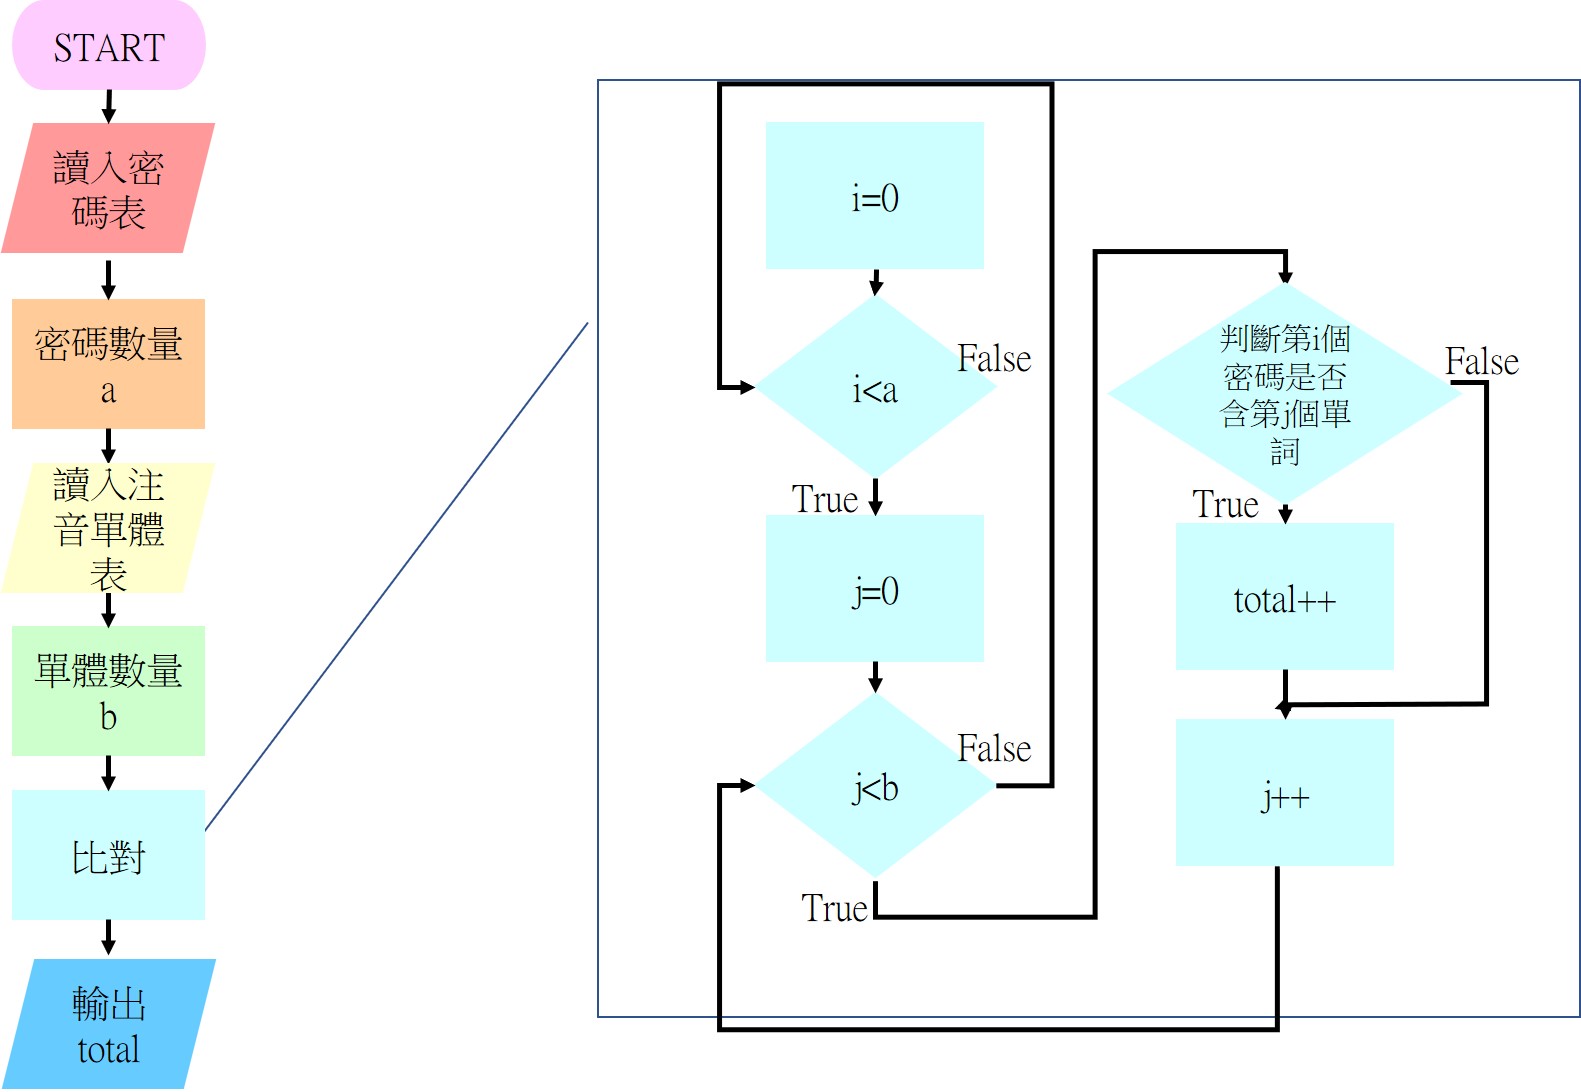 START
讀入密
碼表
密碼數量
a
讀入注
音單體
表
單體數量
b
比對
輸出
total
i=0
i<a
False
True
j=0
j<b
False
True
判斷第i個
密碼是否
含第j個單
詞
False
True
total++
j++